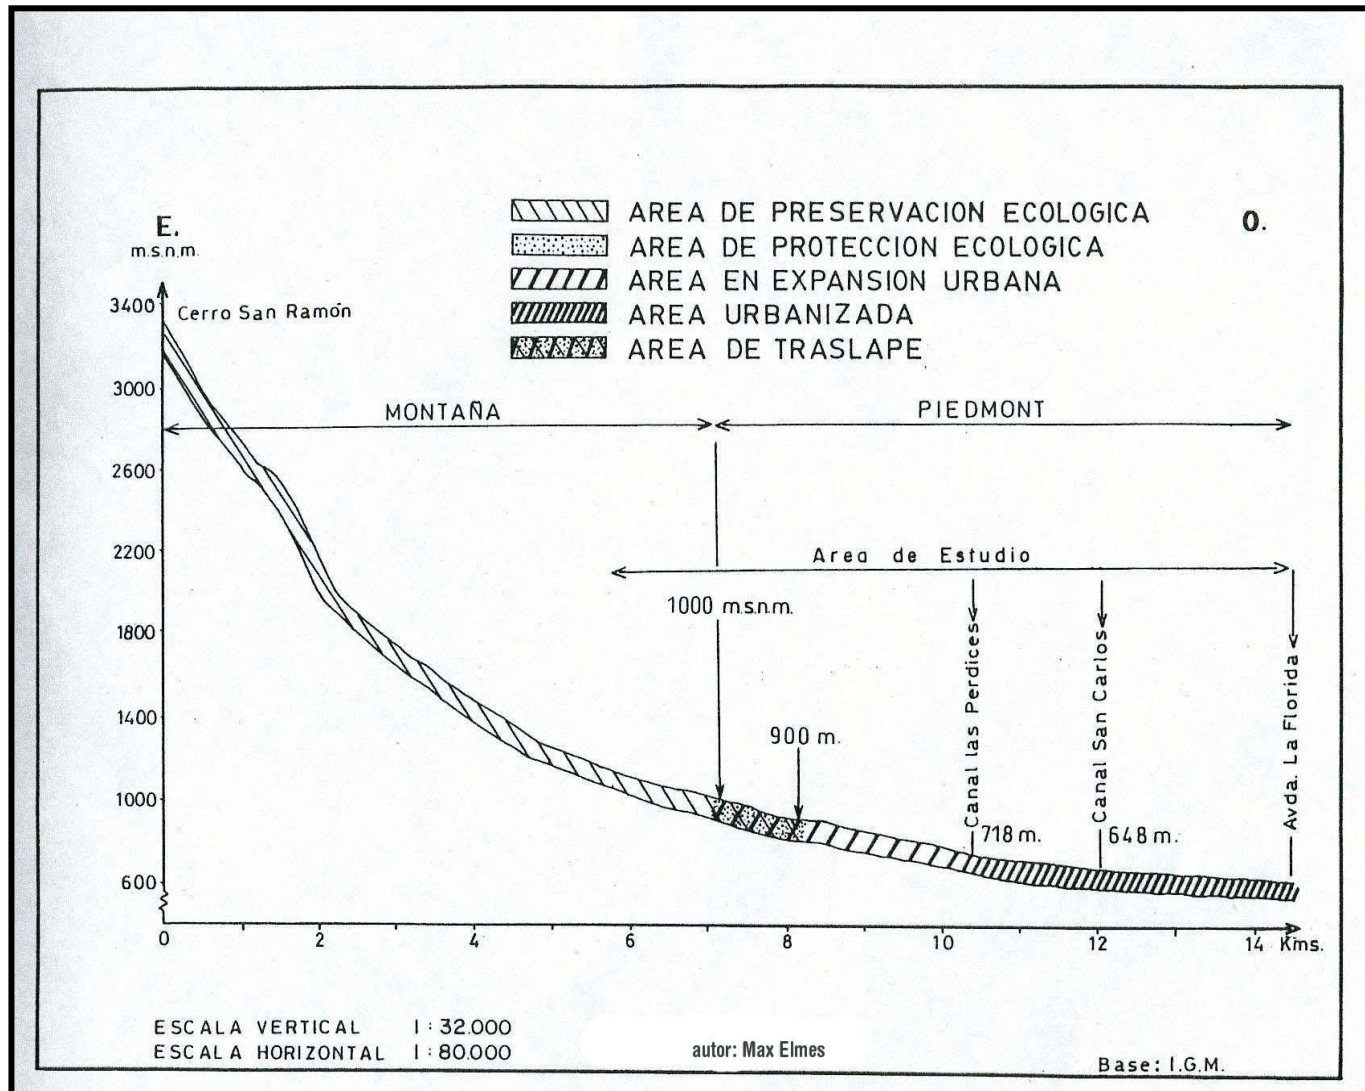 E.
m.s.n.m.
O.
AREA DE PRESERVACION ECOLOGICA
AREA DE PROTECCION ECOLOGICA
AREA EN EXPANSION URBANA
AREA URBANIZADA
AREA DE TRASLAPE
3400
Cerro San Ramón
3000
MONTAÑA
PIEDMONT
2600
2200
Area de Estudio
1000 m.s.n.m.
1800
1400
900 m.
Canal las Perdices
718 m.
Canal San Carlos
648 m.
Avda. La Florida
1000
600
0 2 4 6 8 10 12 14 Kms.
ESCALA VERTICAL 1:32.000
ESCALA HORIZONTAL 1:80.000
autor: Max Elmes
Base: I.G.M.